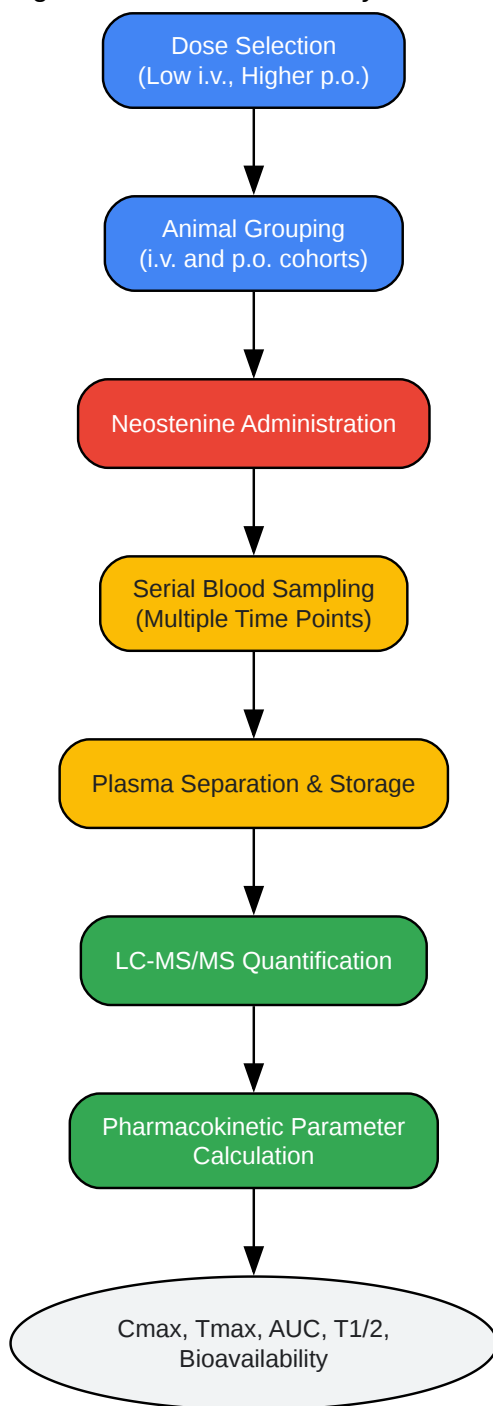 Dose Selection
(Low i.v., Higher p.o.)
Animal Grouping
(i.v. and p.o. cohorts)
Neostenine Administration
Serial Blood Sampling
(Multiple Time Points)
Plasma Separation & Storage
LC-MS/MS Quantification
Pharmacokinetic Parameter
Calculation
Cmax, Tmax, AUC, T1/2,
Bioavailability